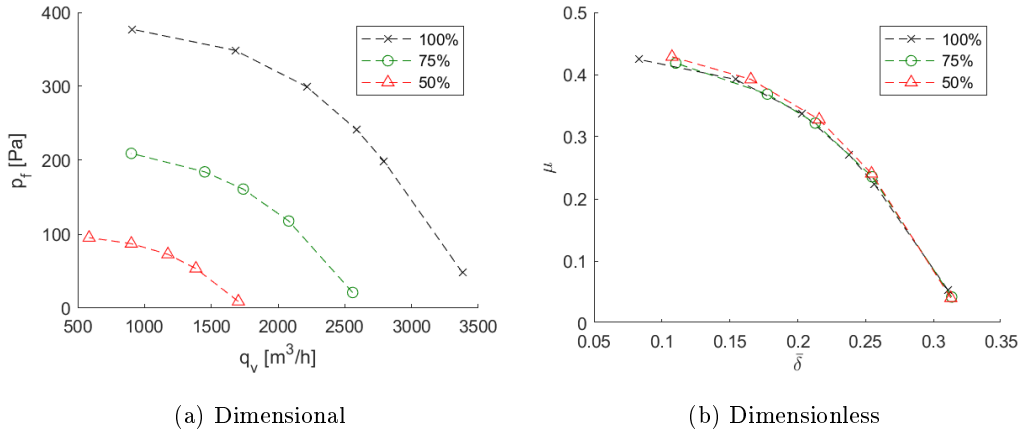 400
300
200
100
0
p_f [Pa]
500 1000 1500 2000 2500 3000 3500
q_v [m^3/h]
100%
75%
50%
(a) Dimensional
0.5
0.4
0.3
0.2
0.1
0
μ
0.05 0.1 0.15 0.2 0.25 0.3 0.35
δ̄
100%
75%
50%
(b) Dimensionless